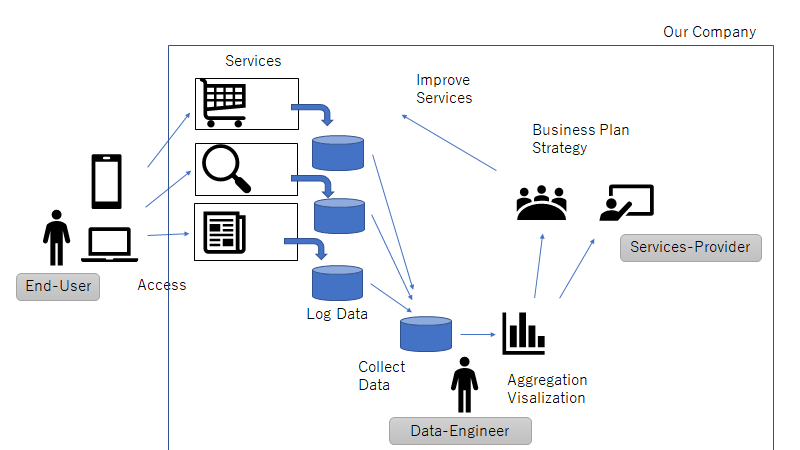 Our Company
Services
Improve
Services
Business Plan
Strategy
Services-Provider
End-User
Access
Log Data
Collect
Data
Aggregation
Visalization
Data-Engineer